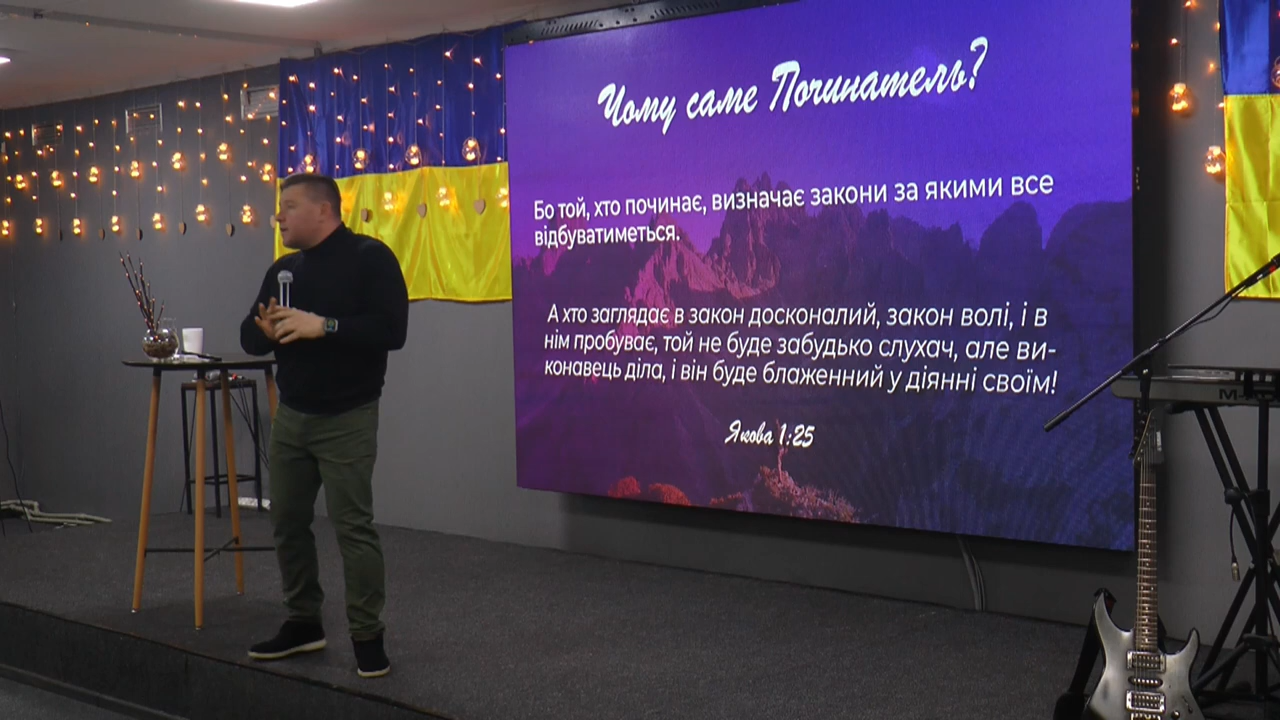 Чому саме Починатель?
Бо той, хто починає, визначає закони за якими все
відбуватиметься.
А хто заглядає в закон досконалий, закон волі, і в
нім пробуває, той не буде забудько слухач, але ви-
конавець діла, і він буде блаженний у діянні своїм!
Якова 1:25